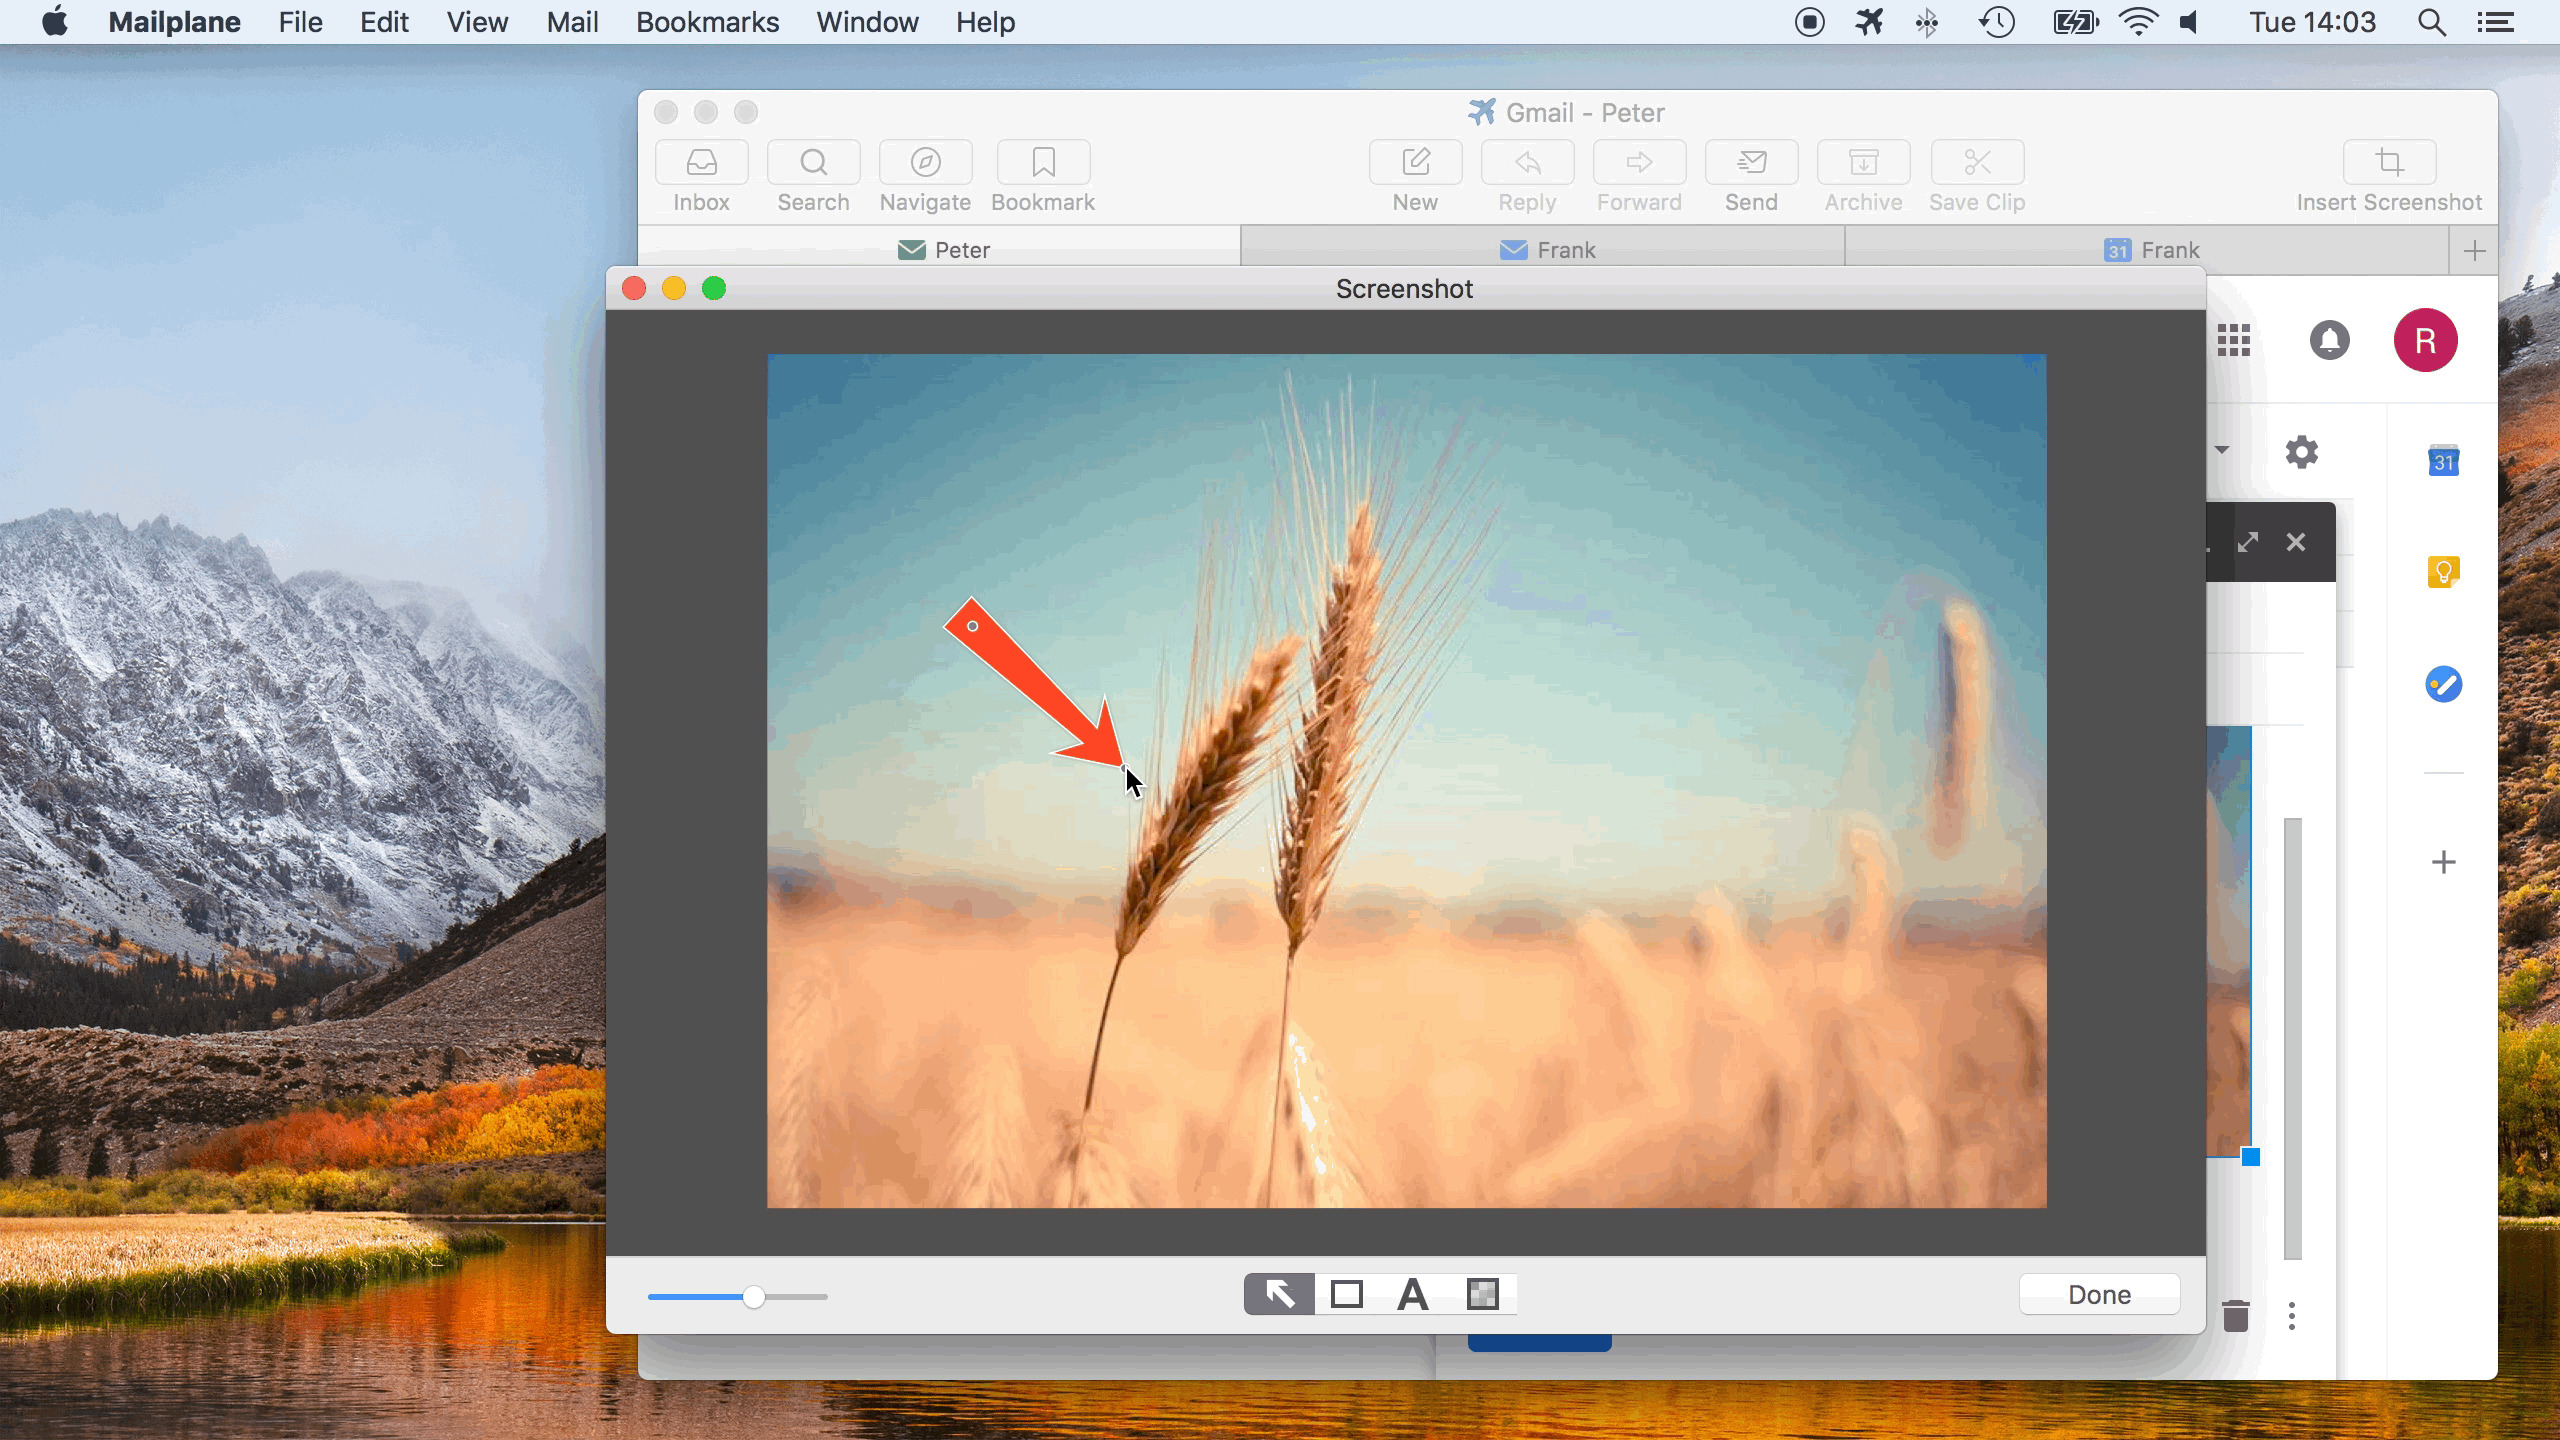 Mailplane File Edit View Mail Bookmarks Window Help Tue 14:03
Gmail - Peter
Inbox Search Navigate Bookmark New Reply Forward Send Archive Save Clip Insert Screenshot
Peter Frank 31 Frank
Screenshot
R
31
A
Done